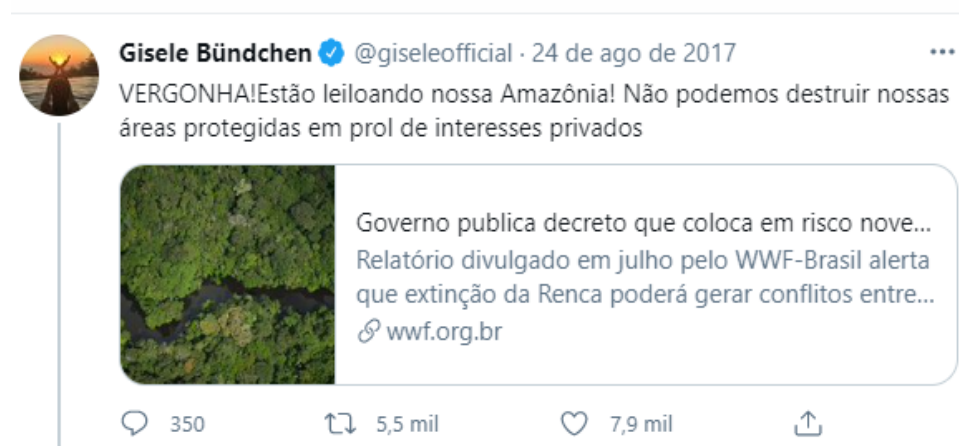 Gisele Bündchen @giseleofficial · 24 de ago de 2017
VERGONHA!Estão leiloando nossa Amazônia! Não podemos destruir nossas
áreas protegidas em prol de interesses privados
Governo publica decreto que coloca em risco nove...
Relatório divulgado em julho pelo WWF-Brasil alerta
que extinção da Renca poderá gerar conflitos entre...
wwf.org.br
350 5,5 mil 7,9 mil